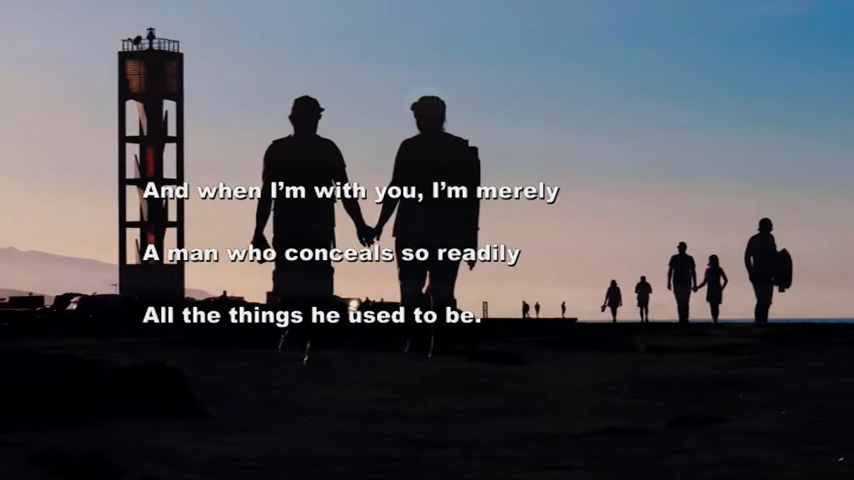 And when I'm with you, I'm merely
A man who conceals so readily
All the things he used to be.